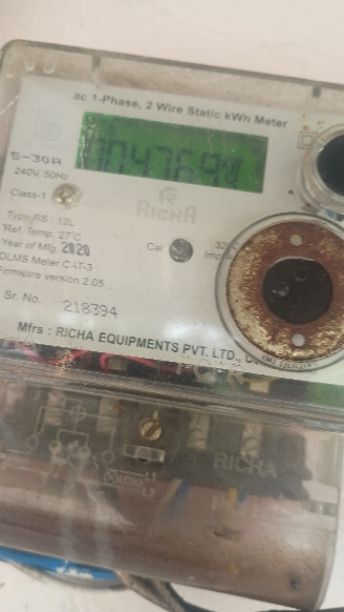 ac 1-Phase, 2 Wire Static kWh Meter
5-30A
240V, 50Hz
Class-1
RICHA
Type RS : 12L
Ref. Temp. 27°C
Year of Mfg. 2020
Cal
DLMS Meter CAT-3
Firmware version 2.05
Sr. No. 218394
Mfrs : RICHA EQUIPMENTS PVT. LTD.,
RICHA
L1
L2